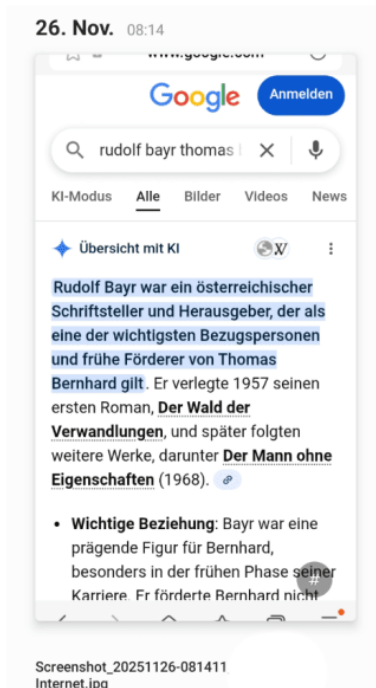 26. Nov. 08:14
www.google.com
Google Anmelden
rudolf bayr thomas
KI-Modus Alle Bilder Videos News
Übersicht mit KI
Rudolf Bayr war ein österreichischer
Schriftsteller und Herausgeber, der als
eine der wichtigsten Bezugspersonen
und frühe Förderer von Thomas
Bernhard gilt. Er verlegte 1957 seinen
ersten Roman, Der Wald der
Verwandlungen, und später folgten
weitere Werke, darunter Der Mann ohne
Eigenschaften (1968).
• Wichtige Beziehung: Bayr war eine
prägende Figur für Bernhard,
besonders in der frühen Phase seiner
#
Karriere. Er förderte Bernhard nicht
Screenshot_20251126-081411
Internet.jpg